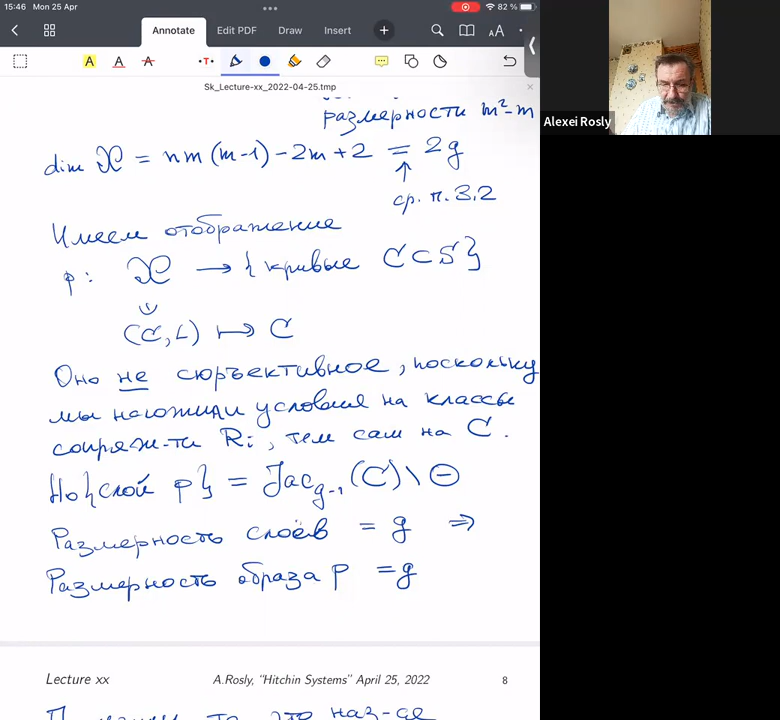 15:46 Mon 25 Apr
82 %
Annotate Edit PDF Draw Insert
Sk_Lecture-xx_2022-04-25.tmp
размерности m²-m
dim 𝒳 = nm(m-1) - 2m + 2 = 2g
↑
ср. п. 3.2
Имеем отображение
p: 𝒳 → {кривые C ⊂ S}
(C, L) ↦ C
Оно не сюръективное, поскольку
мы наложили условия на классы
сопряж-ти Rᵢ, тем сам на C.
Но {слой p} = Jac_{g-1}(C) \ Θ
Размерность слоёв = g ⇒
Размерность образа p = g
Lecture xx A.Rosly, "Hitchin Systems" April 25, 2022 8
Alexei Rosly